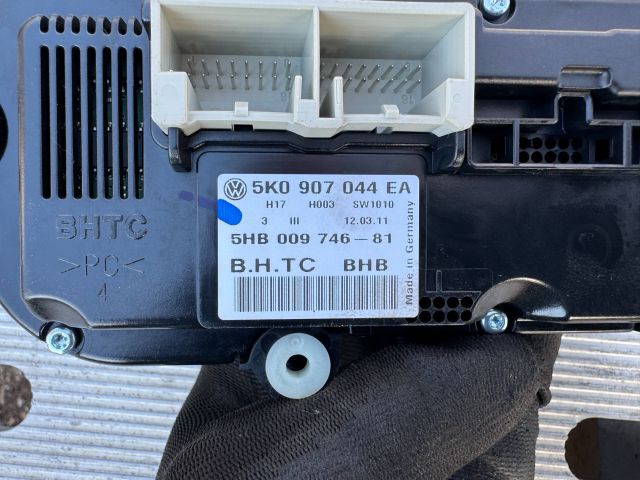 5K0 907 044 EA
H17 H003 SW1010
3 III 12.03.11
5HB 009 746-81
B.H.TC BHB
Made in Germany
BHTC
>PC<
4
18